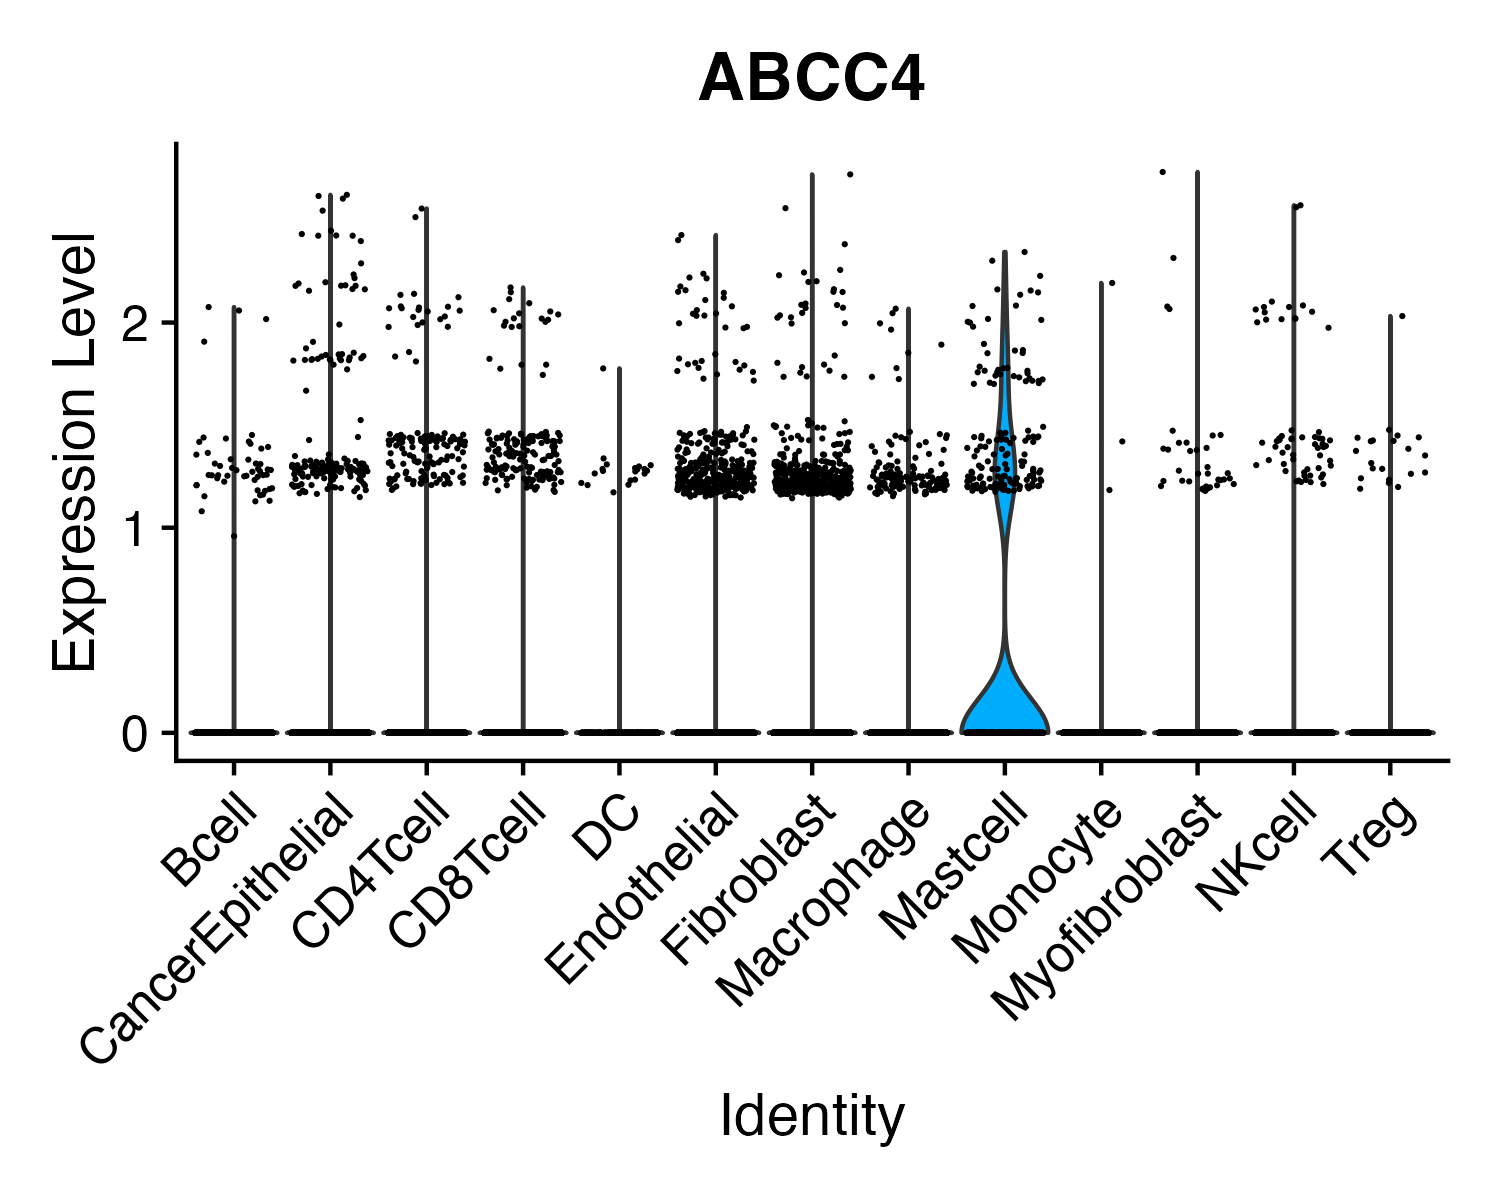 ABCC4
Expression Level
2
1
0
Bcell
CancerEpithelial
CD4Tcell
CD8Tcell
DC
Endothelial
Fibroblast
Macrophage
Mastcell
Monocyte
Myofibroblast
NKcell
Treg
Identity